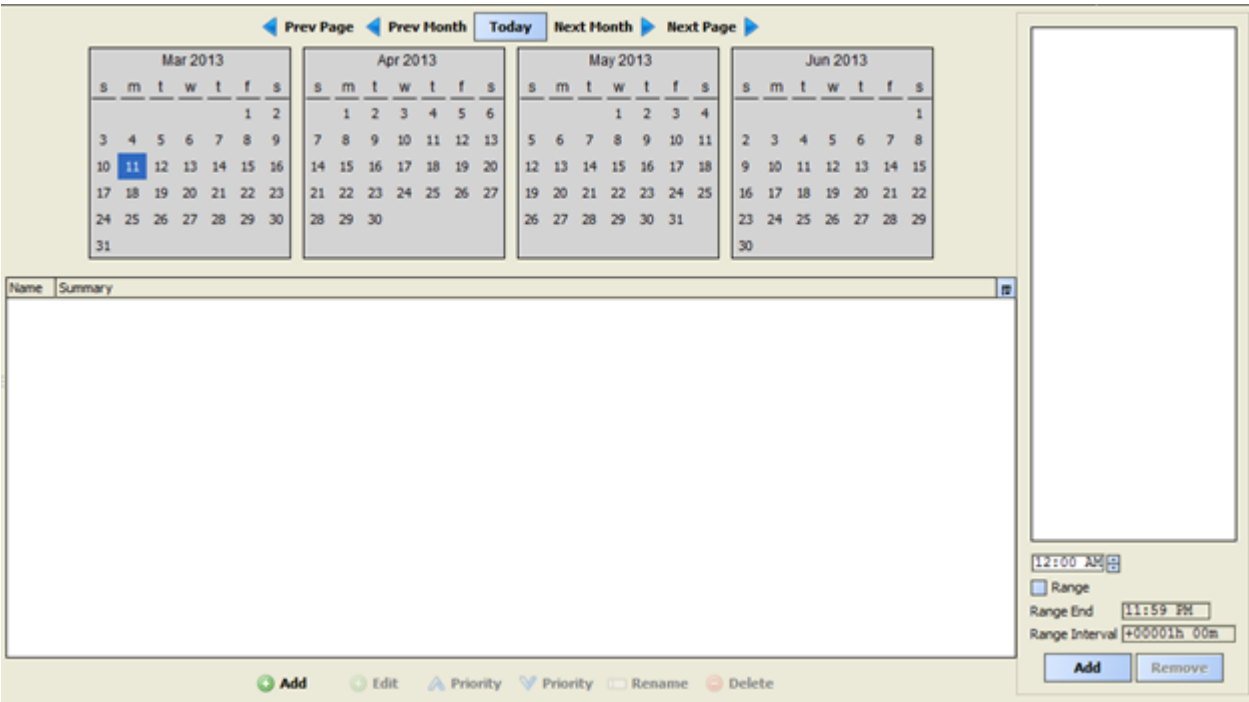 Prev Page Prev Month Today Next Month Next Page
Mar 2013
s m t w t f s
1 2
3 4 5 6 7 8 9
10 11 12 13 14 15 16
17 18 19 20 21 22 23
24 25 26 27 28 29 30
31
Apr 2013
s m t w t f s
1 2 3 4 5 6
7 8 9 10 11 12 13
14 15 16 17 18 19 20
21 22 23 24 25 26 27
28 29 30
May 2013
s m t w t f s
1 2 3 4
5 6 7 8 9 10 11
12 13 14 15 16 17 18
19 20 21 22 23 24 25
26 27 28 29 30 31
Jun 2013
s m t w t f s
1
2 3 4 5 6 7 8
9 10 11 12 13 14 15
16 17 18 19 20 21 22
23 24 25 26 27 28 29
30
Name Summary
Add Edit Priority Priority Rename Delete
12:00 AM
Range
Range End 11:59 PM
Range Interval +00001h 00m
Add Remove